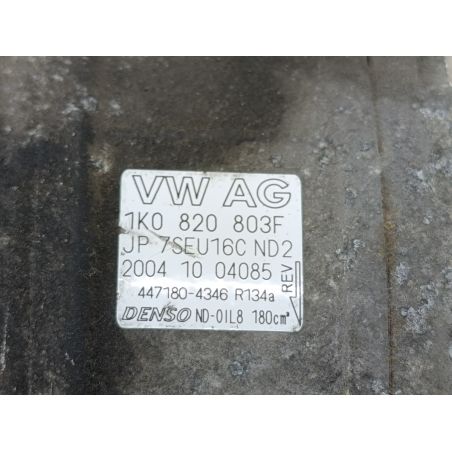 VW AG
1K0 820 803F
JP 7SEU16C ND2
2004 10 04085
REV
447180-4346 R134a
DENSO ND-OIL8 180cm³